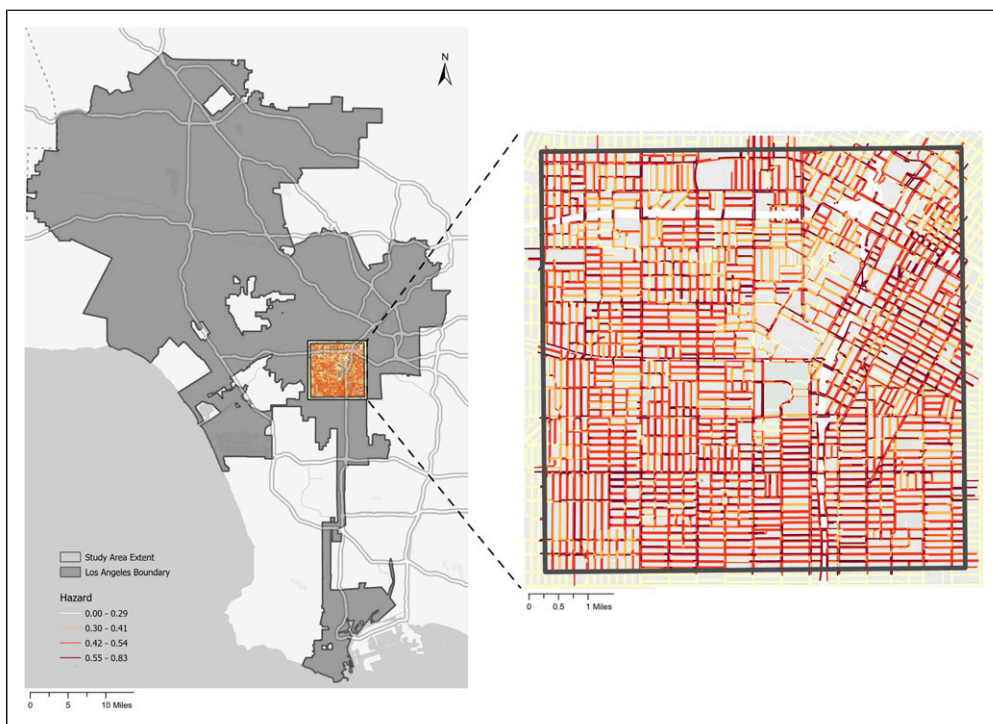 N
Study Area Extent
Los Angeles Boundary
Hazard
0.00 - 0.29
0.30 - 0.41
0.42 - 0.54
0.55 - 0.83
0 5 10 Miles
0 0.5 1 Miles